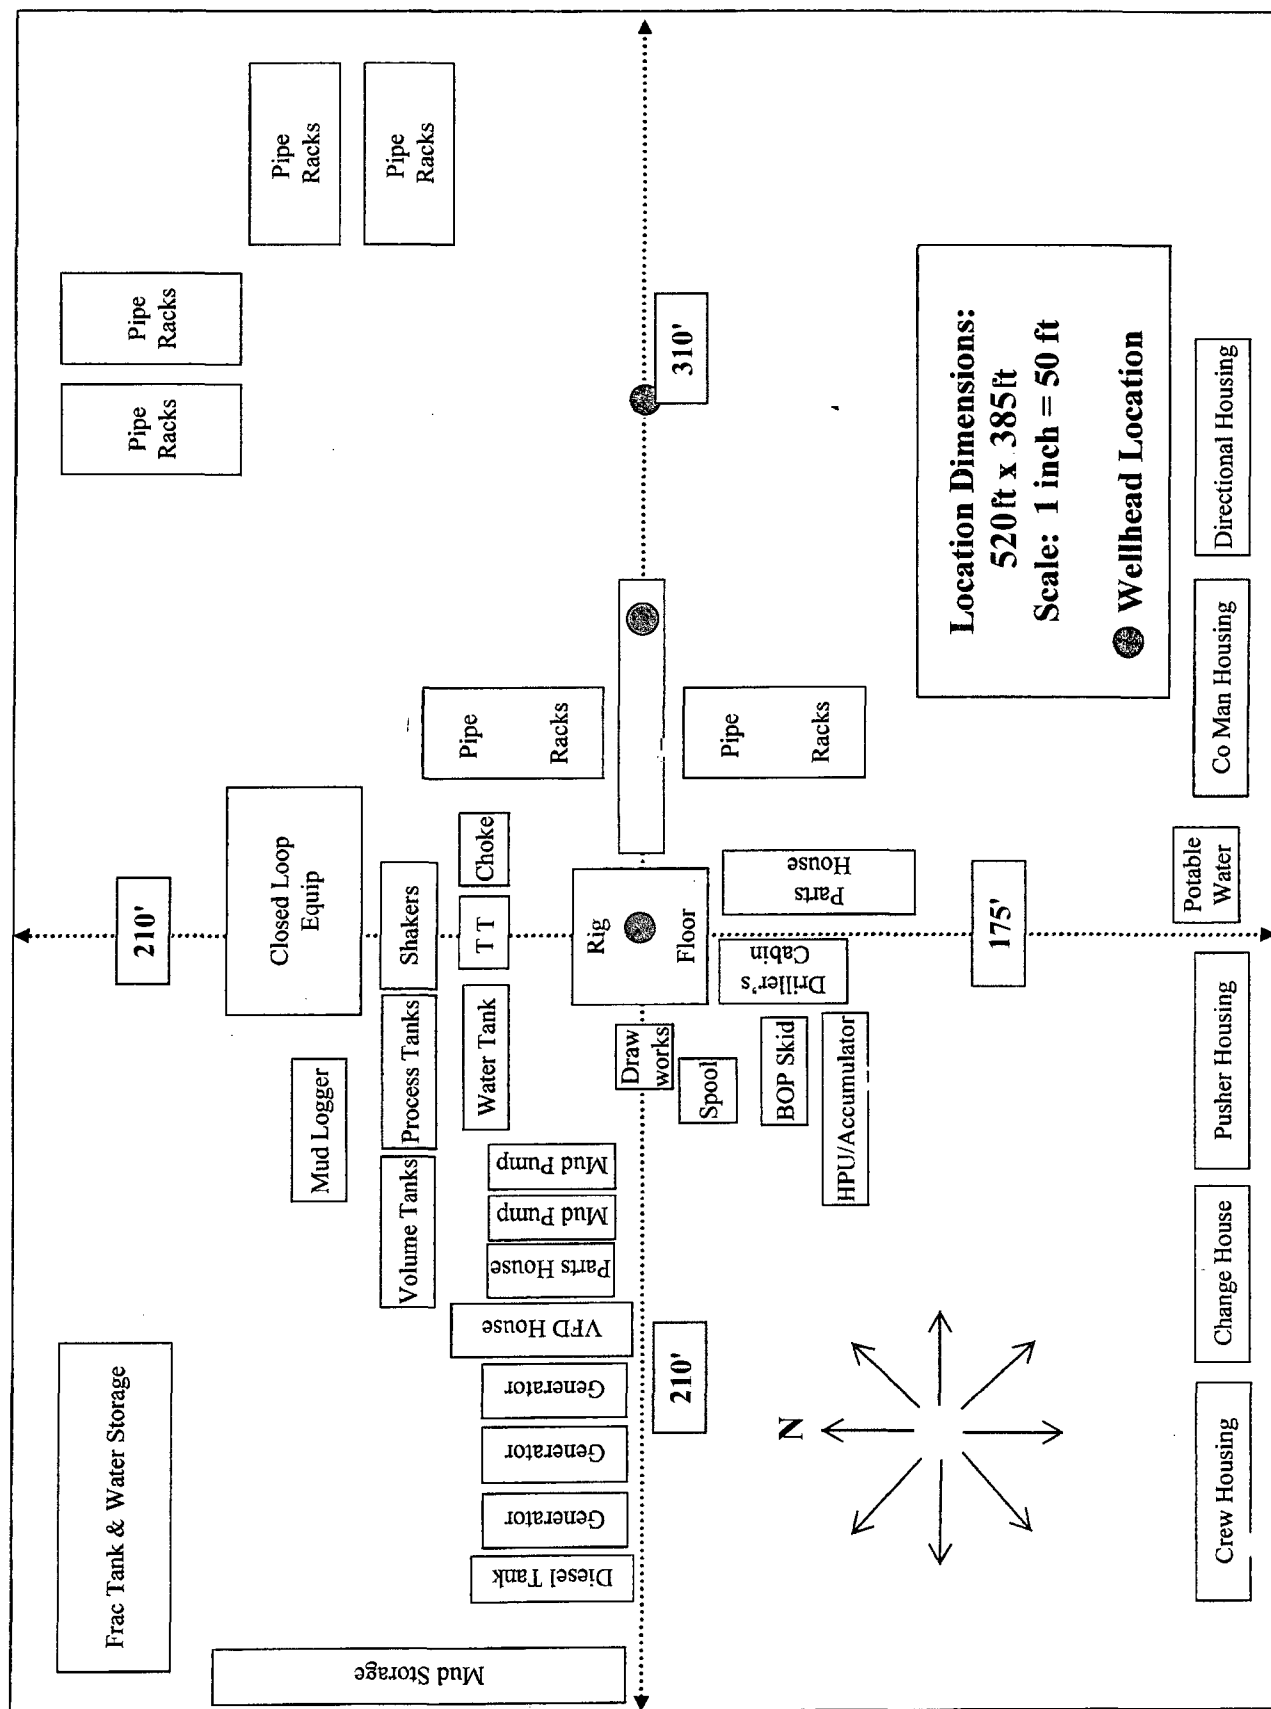 Frac Tank & Water Storage
Pipe
Racks
Pipe
Racks
Pipe
Racks
Pipe
Racks
210'
Closed Loop
Equip
Mud Logger
Volume Tanks
Process Tanks
Shakers
Water Tank
T T
Choke
Mud Storage
Diesel Tank
Generator
Generator
Generator
VFD House
Parts House
Mud Pump
Mud Pump
Pipe
Racks
Rig
Floor
Draw
works
Spool
BOP Skid
HPU/Accumulator
Driller's
Cabin
Parts
House
Pipe
Racks
210'
310'
N
175'
Location Dimensions:
520ft x 385ft
Scale: 1 inch = 50 ft
Wellhead Location
Crew Housing
Change House
Pusher Housing
Potable
Water
Co Man Housing
Directional Housing